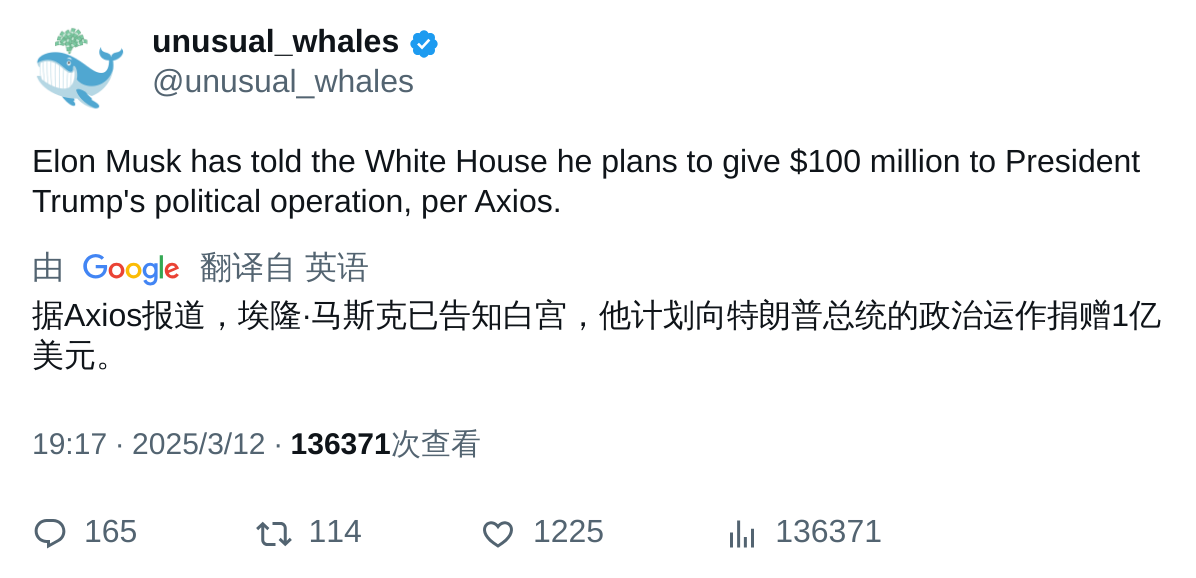 unusual_whales
@unusual_whales
Elon Musk has told the White House he plans to give $100 million to President
Trump's political operation, per Axios.
由 Google 翻译自 英语
据Axios报道，埃隆·马斯克已告知白宫，他计划向特朗普总统的政治运作捐赠1亿
美元。
19:17 · 2025/3/12 · 136371次查看
165 114 1225 136371